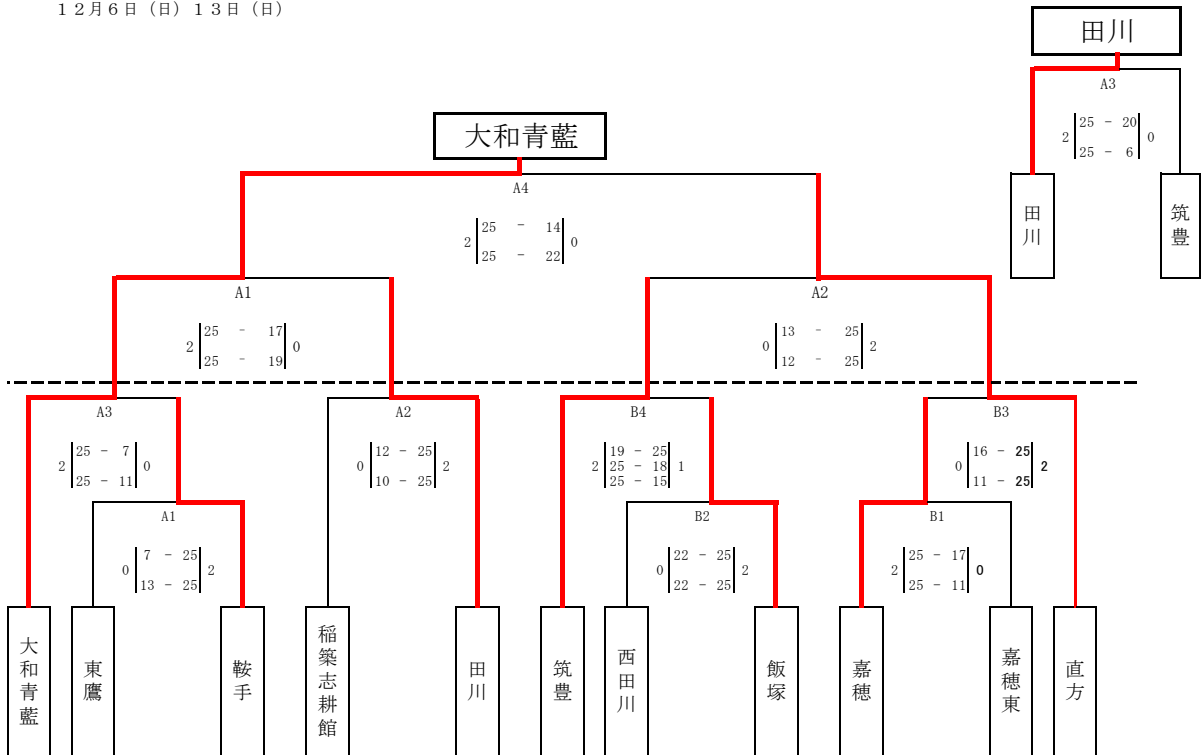 12月6日（日）13日（日）
田川
A3
2 25 - 20 0
25 - 6
田川
筑豊
大和青藍
A4
2 25 - 14 0
25 - 22
A1
2 25 - 17 0
25 - 19
A2
0 13 - 25 2
12 - 25
A3
2 25 - 7 0
25 - 11
A2
0 12 - 25 2
10 - 25
B4
19 - 25
2 25 - 18 1
25 - 15
B3
0 16 - 25 2
11 - 25
A1
0 7 - 25 2
13 - 25
B2
0 22 - 25 2
22 - 25
B1
2 25 - 17 0
25 - 11
大和青藍
東鷹
鞍手
稲築志耕館
田川
筑豊
西田川
飯塚
嘉穂
嘉穂東
直方